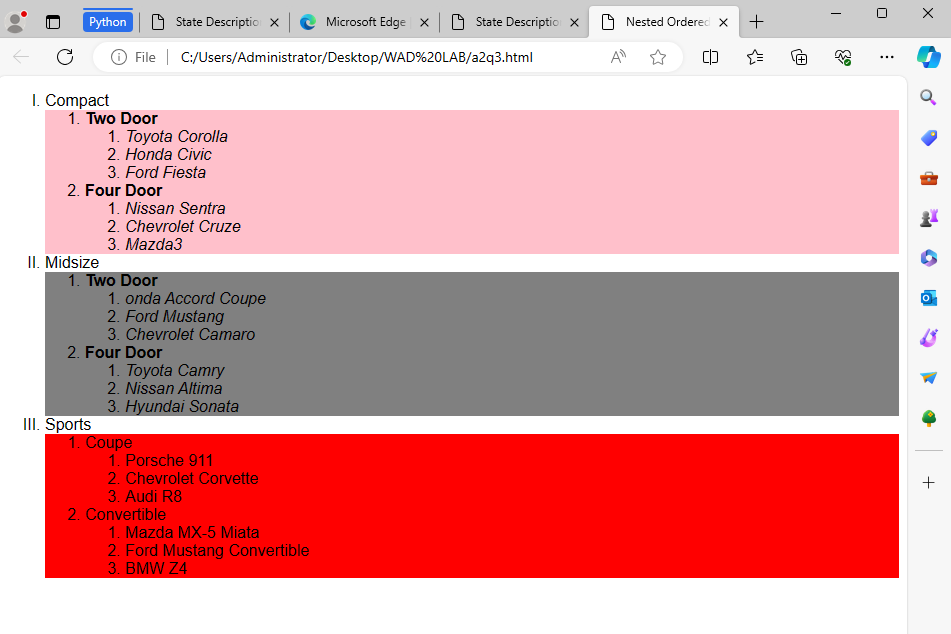 Python
State Descriptio
Microsoft Edge
State Descriptio
Nested Ordered
File
C:/Users/Administrator/Desktop/WAD%20LAB/a2q3.html
I. Compact
1. Two Door
1. Toyota Corolla
2. Honda Civic
3. Ford Fiesta
2. Four Door
1. Nissan Sentra
2. Chevrolet Cruze
3. Mazda3
II. Midsize
1. Two Door
1. onda Accord Coupe
2. Ford Mustang
3. Chevrolet Camaro
2. Four Door
1. Toyota Camry
2. Nissan Altima
3. Hyundai Sonata
III. Sports
1. Coupe
1. Porsche 911
2. Chevrolet Corvette
3. Audi R8
2. Convertible
1. Mazda MX-5 Miata
2. Ford Mustang Convertible
3. BMW Z4